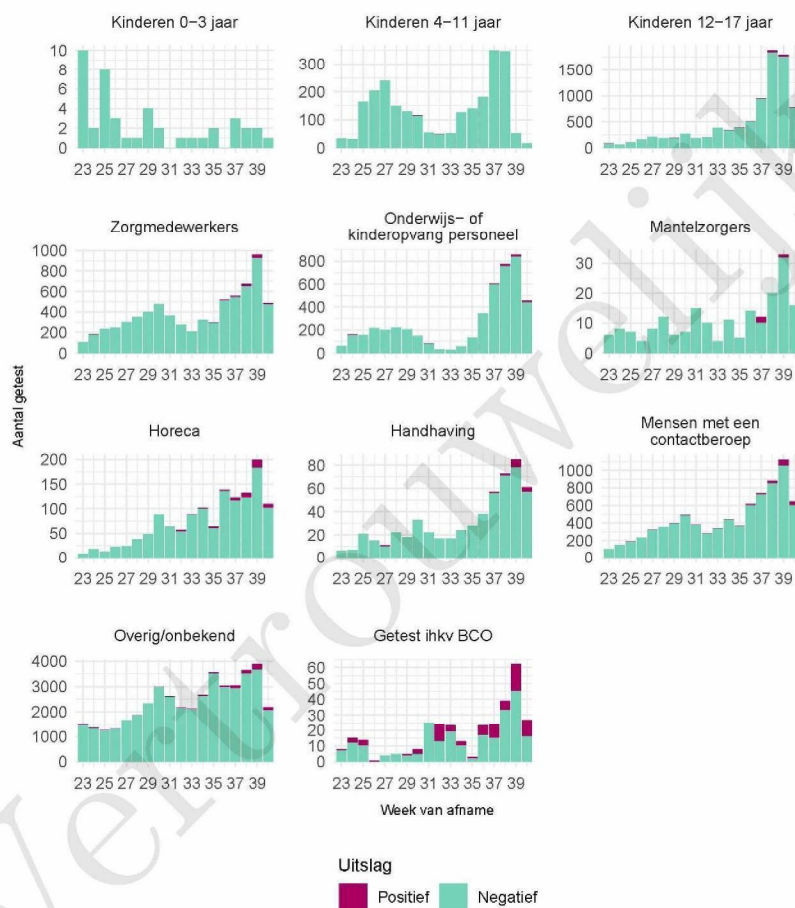 Kinderen 0−3 jaar
Kinderen 4−11 jaar
Kinderen 12−17 jaar
10
8
6
4
2
0
23 25 27 29 31 33 35 37 39
300
200
100
0
23 25 27 29 31 33 35 37 39
1500
1000
500
0
23 25 27 29 31 33 35 37 39
Zorgmedewerkers
Onderwijs− of
kinderopvang personeel
Mantelzorgers
1000
800
600
400
200
0
23 25 27 29 31 33 35 37 39
800
600
400
200
0
23 25 27 29 31 33 35 37 39
30
20
10
0
23 25 27 29 31 33 35 37 39
Aantal getest
Horeca
Handhaving
Mensen met een
contactberoep
200
150
100
50
0
23 25 27 29 31 33 35 37 39
80
60
40
20
0
23 25 27 29 31 33 35 37 39
1000
800
600
400
200
0
23 25 27 29 31 33 35 37 39
Overig/onbekend
Getest ihkv BCO
4000
3000
2000
1000
0
23 25 27 29 31 33 35 37 39
60
50
40
30
20
10
0
23 25 27 29 31 33 35 37 39
Week van afname
Uitslag
Positief
Negatief
Vertrouwelijk